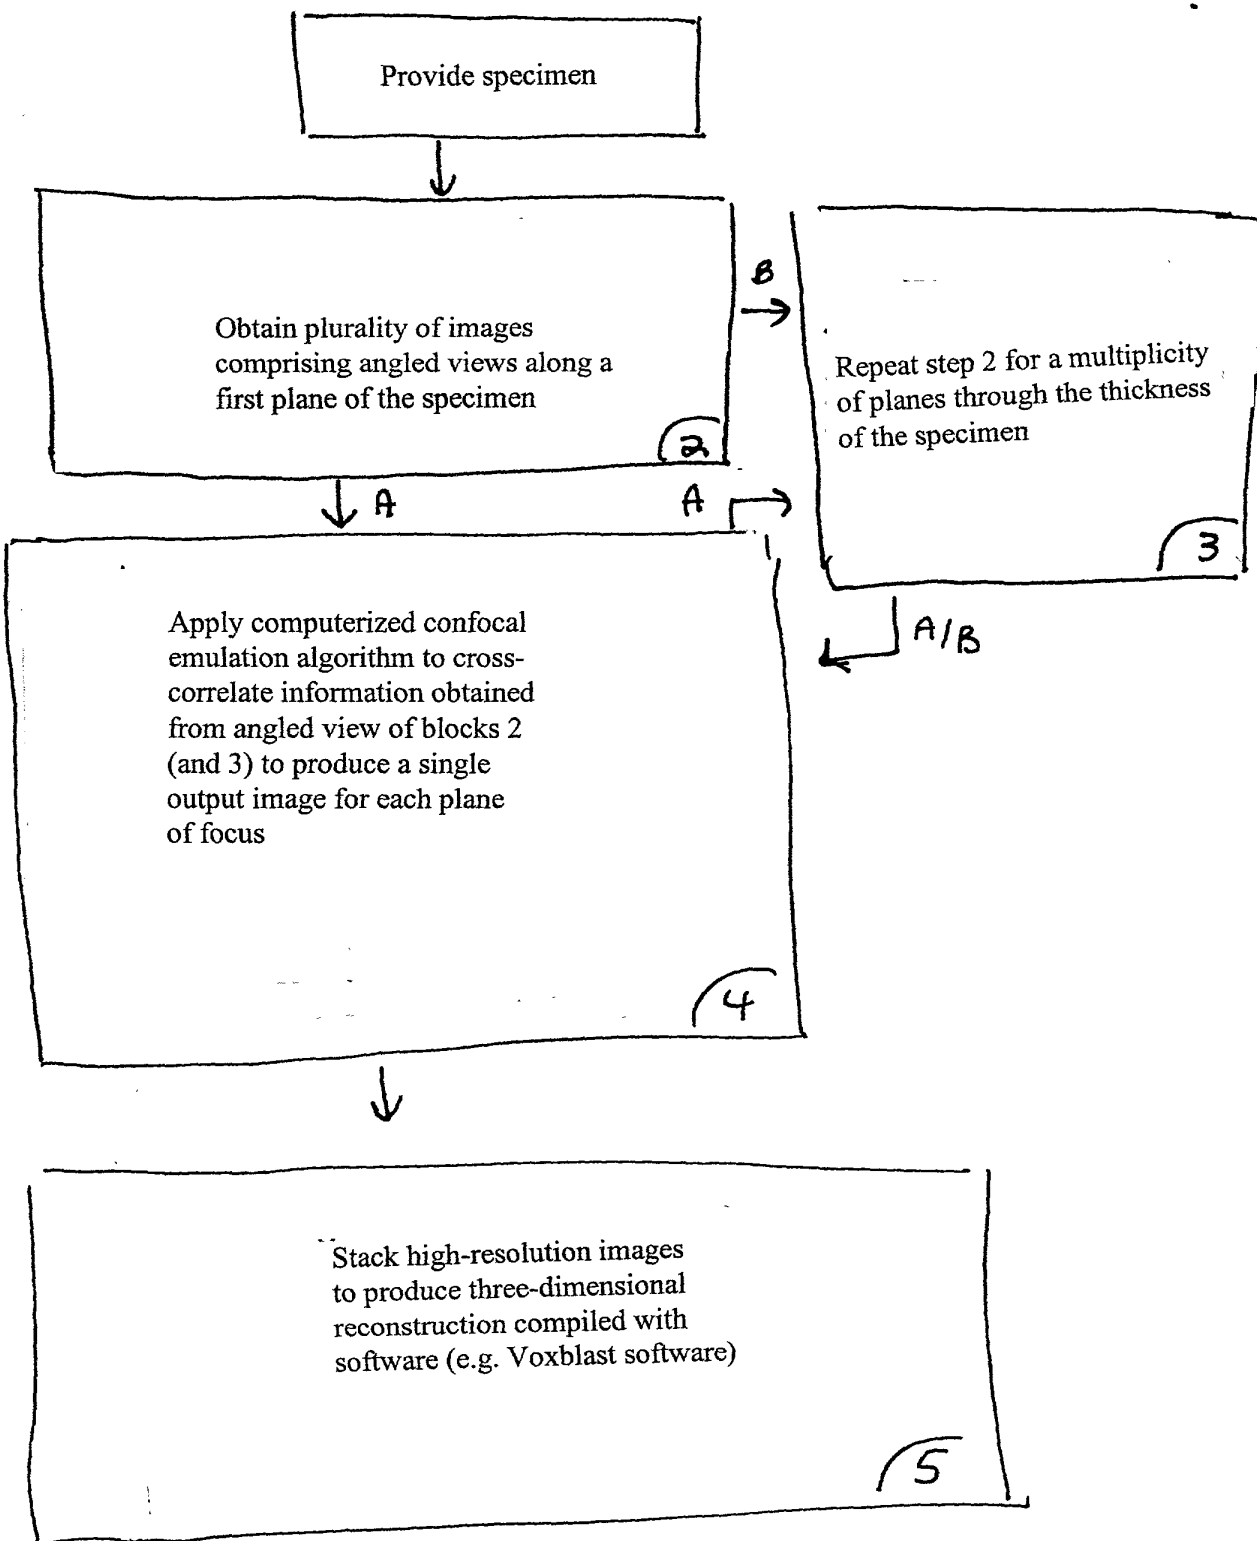 Provide specimen
Obtain plurality of images
comprising angled views along a
first plane of the specimen
2
B
Repeat step 2 for a multiplicity
of planes through the thickness
of the specimen
3
A
A
A/B
Apply computerized confocal
emulation algorithm to cross-
correlate information obtained
from angled view of blocks 2
(and 3) to produce a single
output image for each plane
of focus
4
Stack high-resolution images
to produce three-dimensional
reconstruction compiled with
software (e.g. Voxblast software)
5